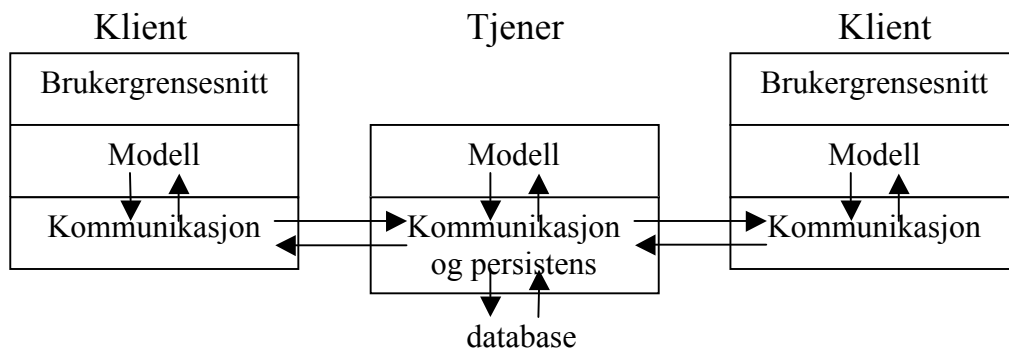 Klient
Tjener
Klient
Brukergrensesnitt
Brukergrensesnitt
Modell
Modell
Modell
Kommunikasjon
Kommunikasjon
og persistens
Kommunikasjon
database